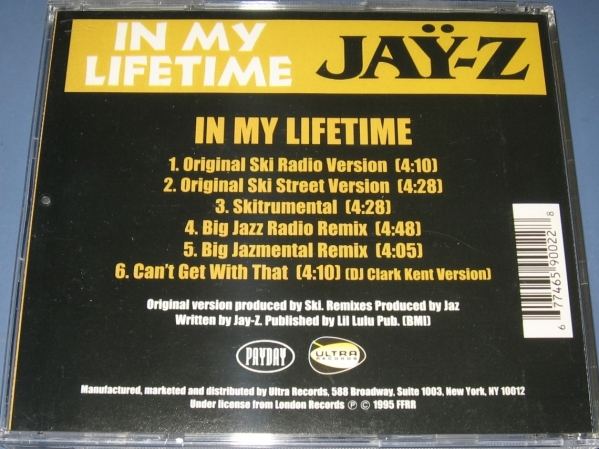 IN MY LIFETIME JAŸ-Z
IN MY LIFETIME
1. Original Ski Radio Version (4:10)
2. Original Ski Street Version (4:28)
3. Skitrumental (4:28)
4. Big Jazz Radio Remix (4:48)
5. Big Jazmental Remix (4:05)
6. Can't Get With That (4:10) (DJ Clark Kent Version)
6 77465 90022 8
Original version produced by Ski. Remixes Produced by Jaz
Written by Jay-Z. Published by Lil Lulu Pub. (BMI)
PAYDAY ULTRA RECORDS
Manufactured, marketed and distributed by Ultra Records, 588 Broadway, Suite 1003, New York, NY 10012
Under license from London Records ℗ © 1995 FFRR